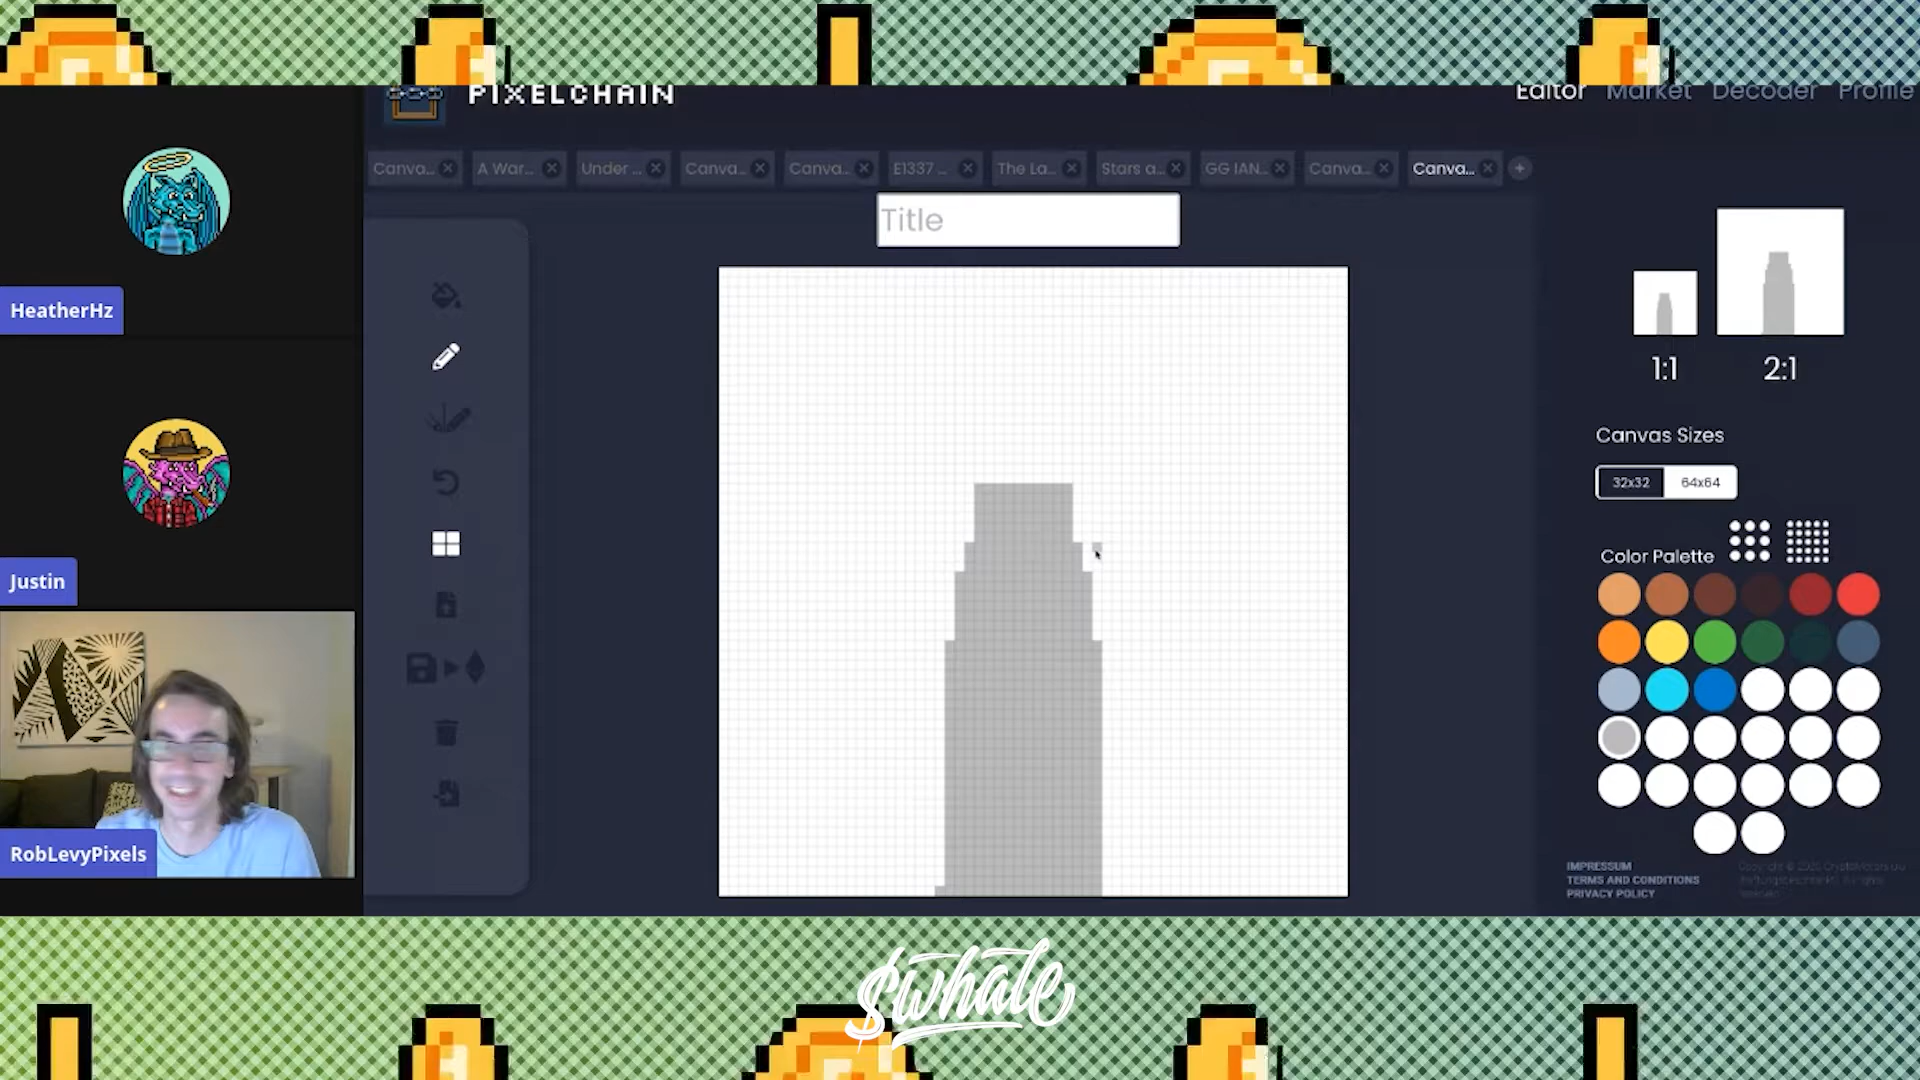 PIXELCHAIN
Editor Market Decoder Profile
Canva... A War... Under ... Canva... Canva... E1337 ... The La... Stars a... GG IAN... Canva... Canva...
Title
HeatherHz
1:1 2:1
Canvas Sizes
32x32 64x64
Color Palette
Justin
RobLevyPixels
IMPRESSUM
TERMS AND CONDITIONS
PRIVACY POLICY
$whale